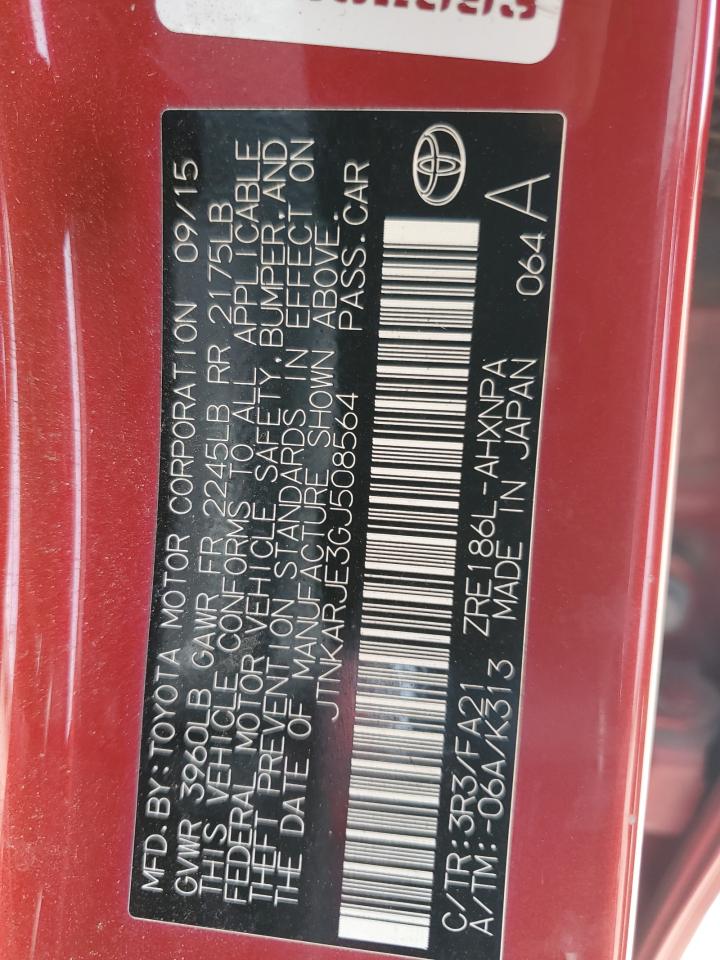 MFD.BY:TOYOTA MOTOR CORPORATION 09/15
GVWR 3960LB GAWR FR 2245LB RR 2175LB
THIS VEHICLE CONFORMS TO ALL APPLICABLE
FEDERAL MOTOR VEHICLE SAFETY,BUMPER,AND
THEFT PREVENTION STANDARDS IN EFFECT ON
THE DATE OF MANUFACTURE SHOWN ABOVE.
JTNKARJE3GJ508564 PASS.CAR
C/TR:3R3/FA21 ZRE186L-AHXNPA 064 A
A/TM:-06A/K313 MADE IN JAPAN